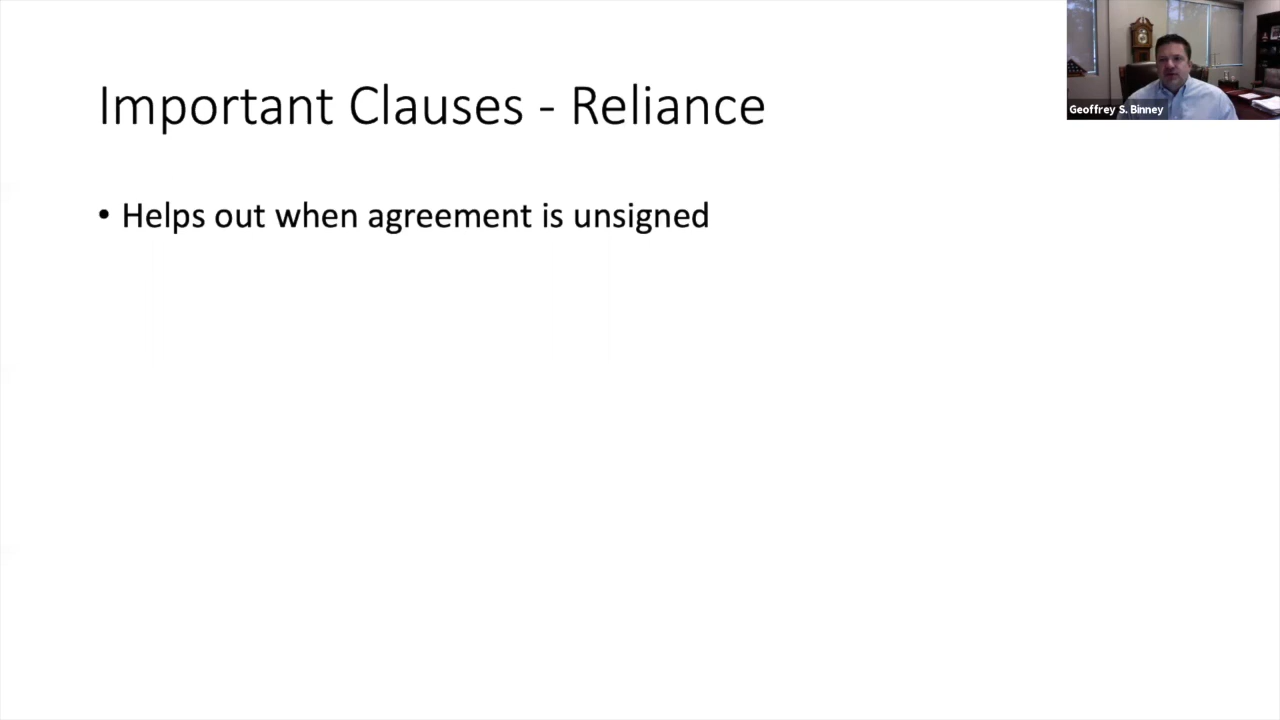 Important Clauses - Reliance
• Helps out when agreement is unsigned
Geoffrey S. Binney